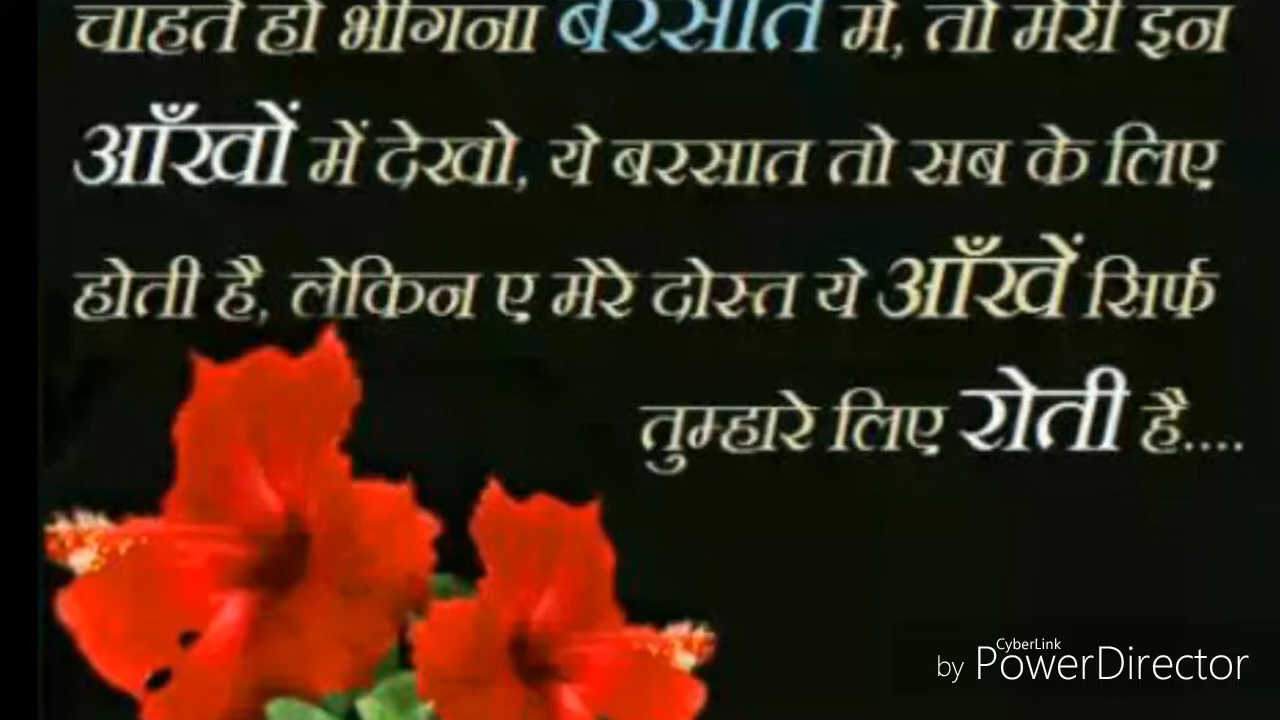 चाहते हो भीगना बरसात में, तो मेरी इन
आँखों में देखो, ये बरसात तो सब के लिए
होती है, लेकिन ए मेरे दोस्त ये आँखें सिर्फ
तुम्हारे लिए रोती है....
CyberLink
by PowerDirector